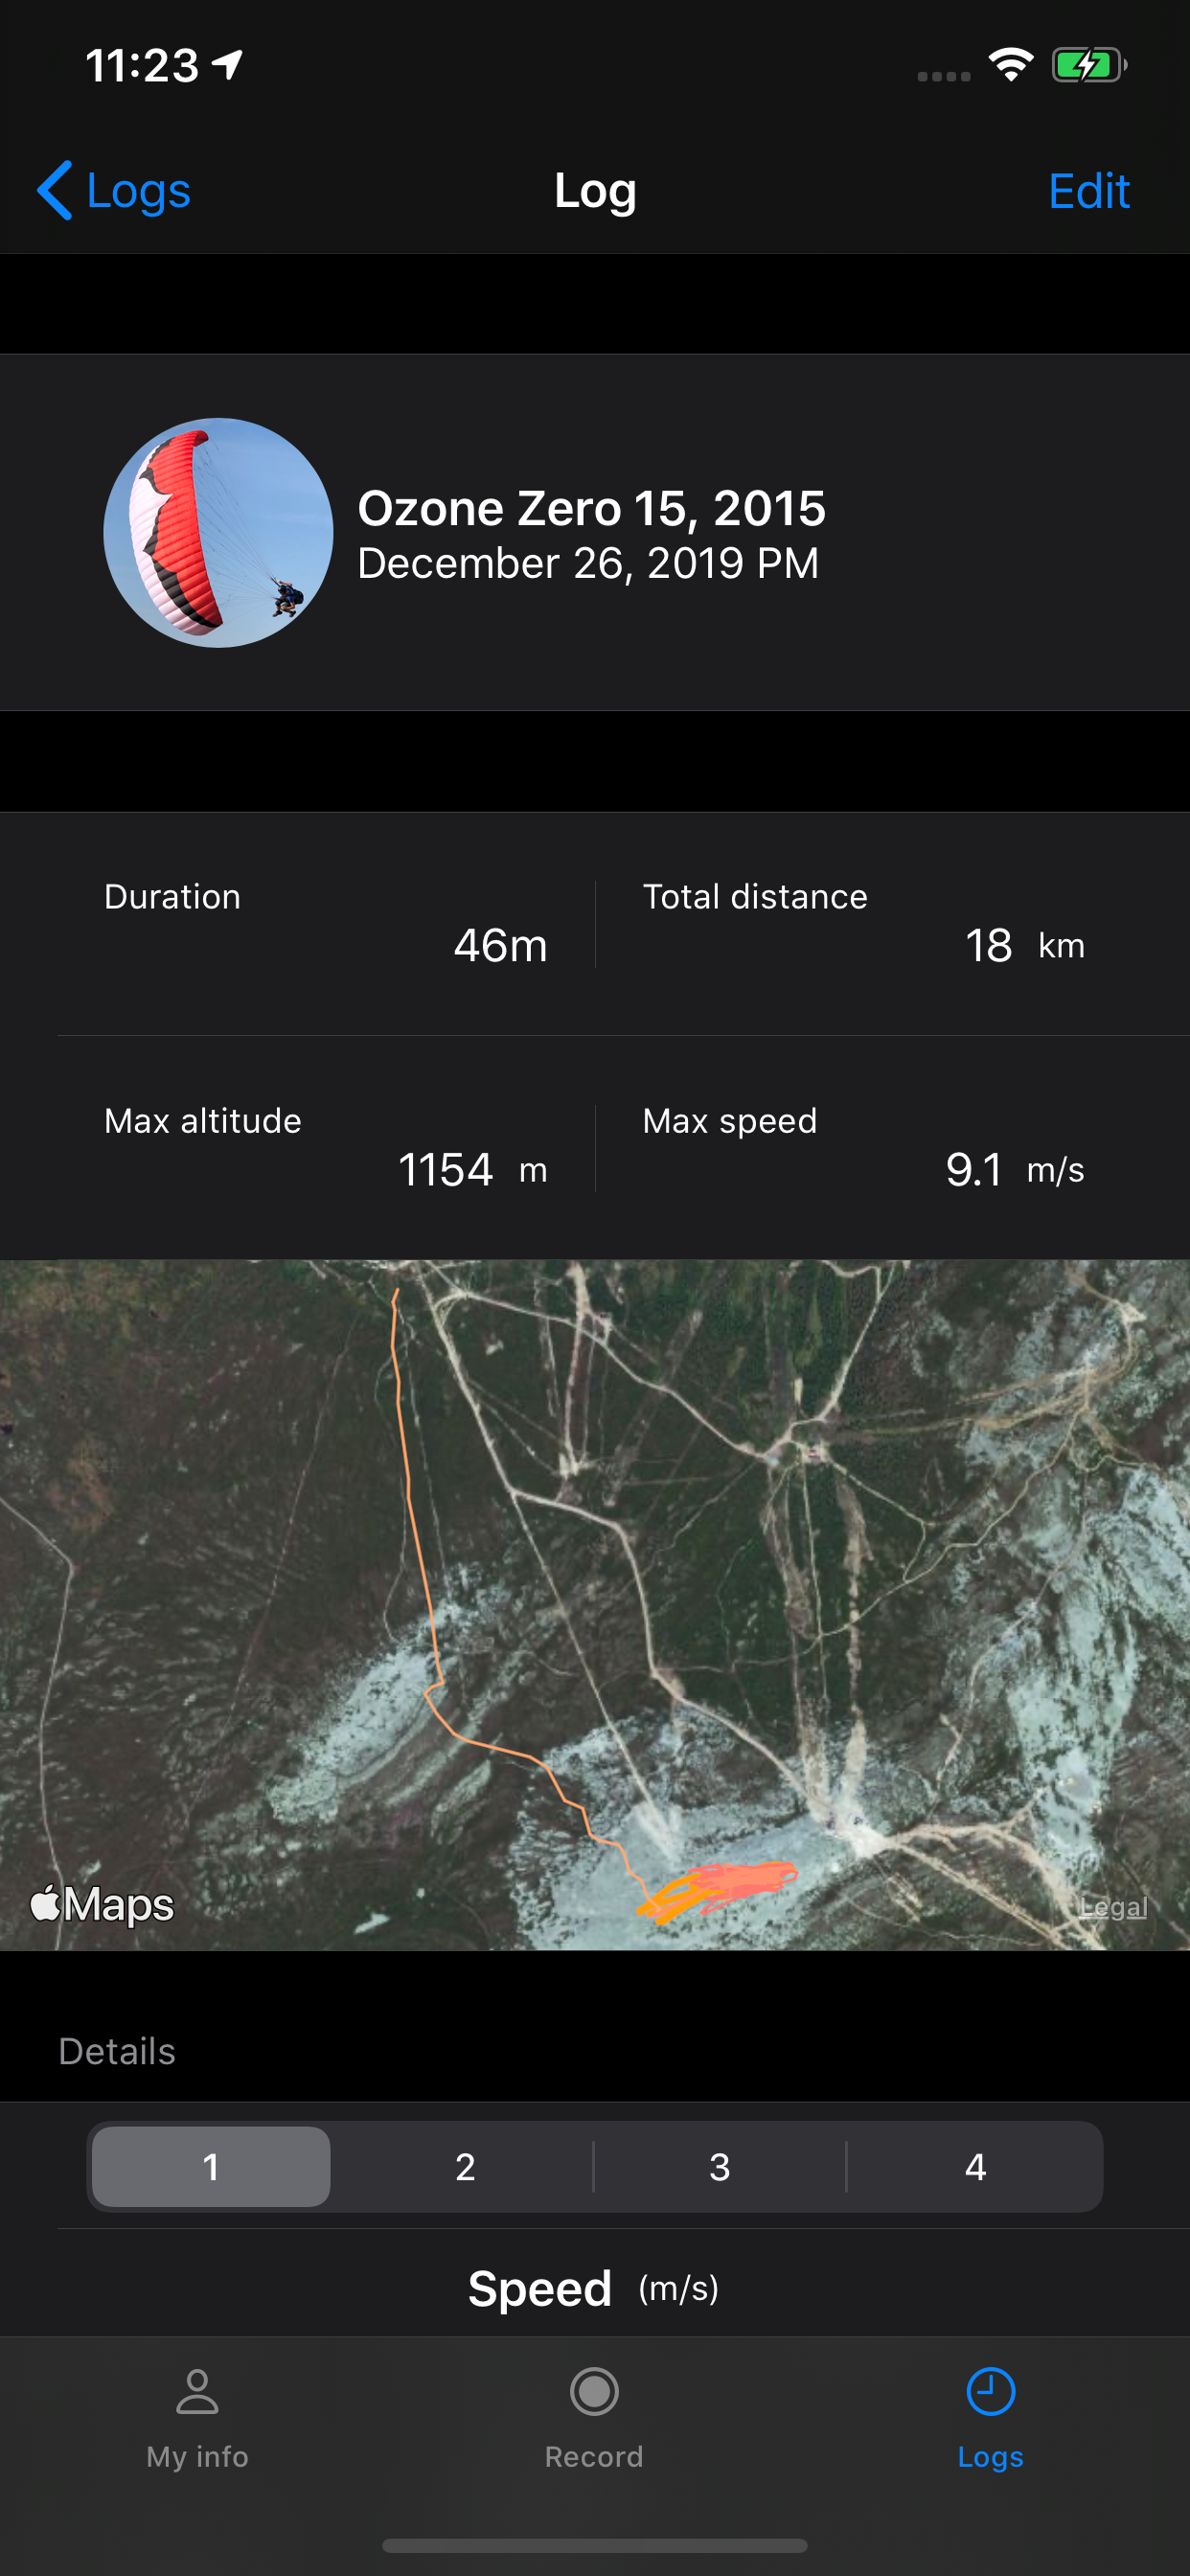 11:23
Logs
Log
Edit
Ozone Zero 15, 2015
December 26, 2019 PM
Duration
46m
Total distance
18 km
Max altitude
1154 m
Max speed
9.1 m/s
Maps
Legal
Details
1
2
3
4
Speed (m/s)
My info
Record
Logs